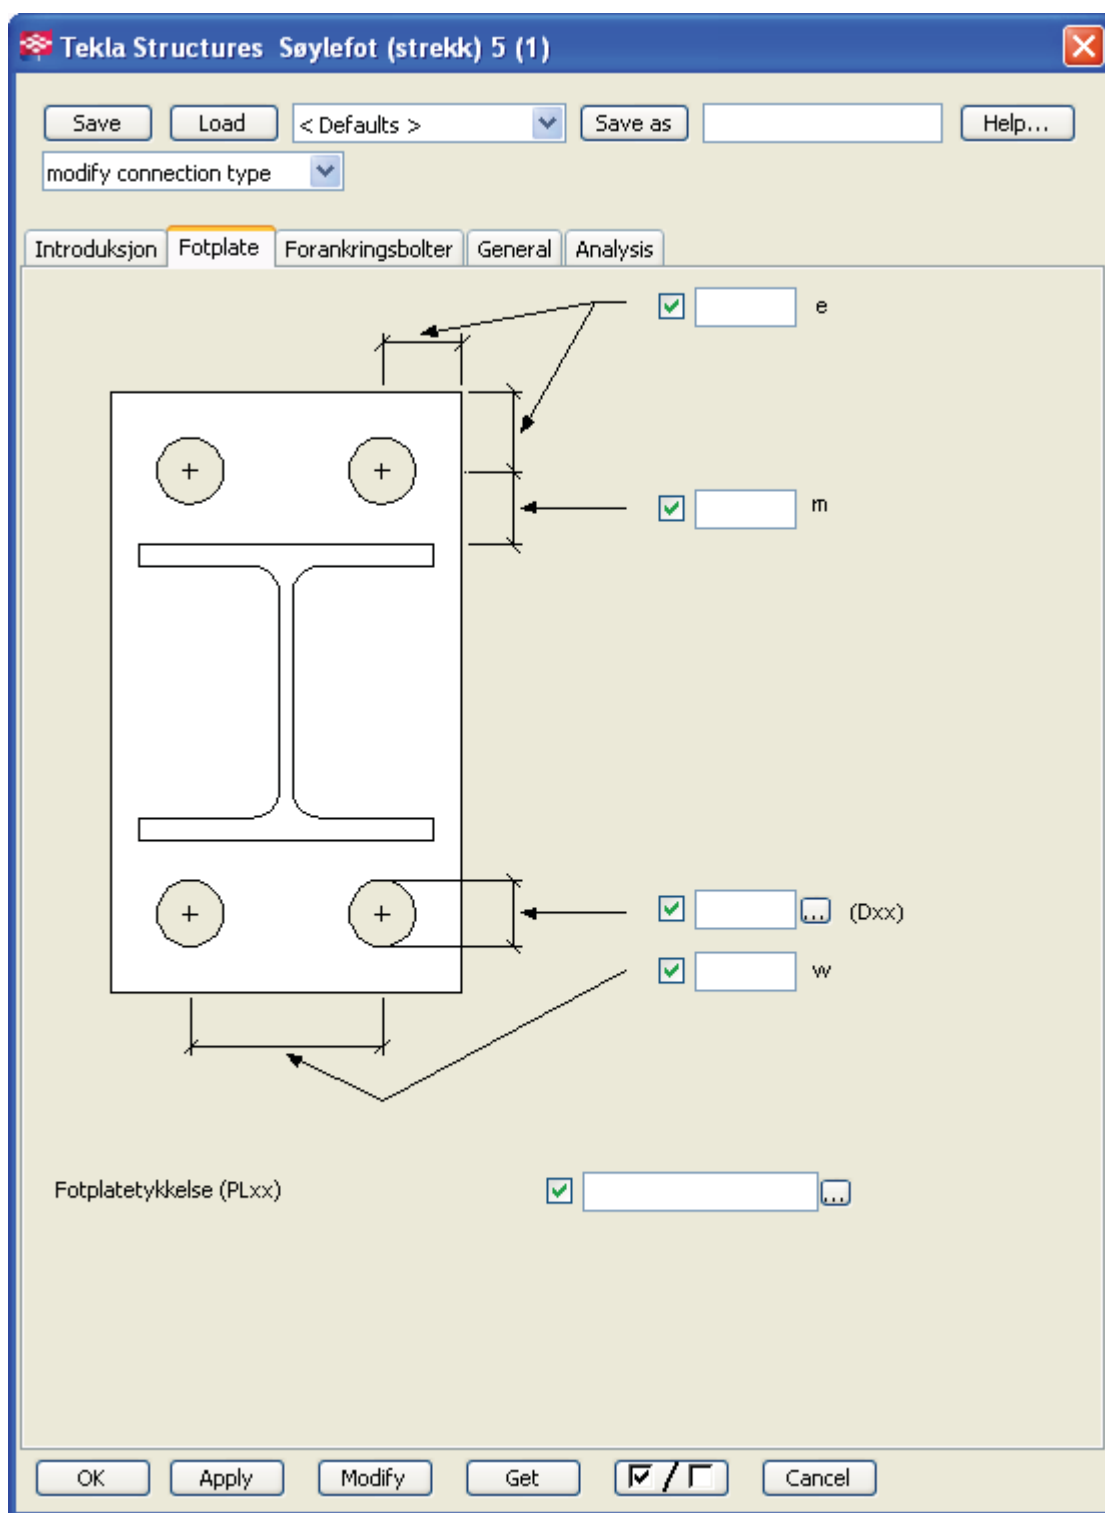 Tekla Structures  Søylefot (strekk) 5 (1)
Save Load < Defaults > Save as Help...
modify connection type
Introduksjon Fotplate Forankringsbolter General Analysis
e
m
... (Dxx)
w
Fotplatetykkelse (PLxx) ...
OK Apply Modify Get / Cancel